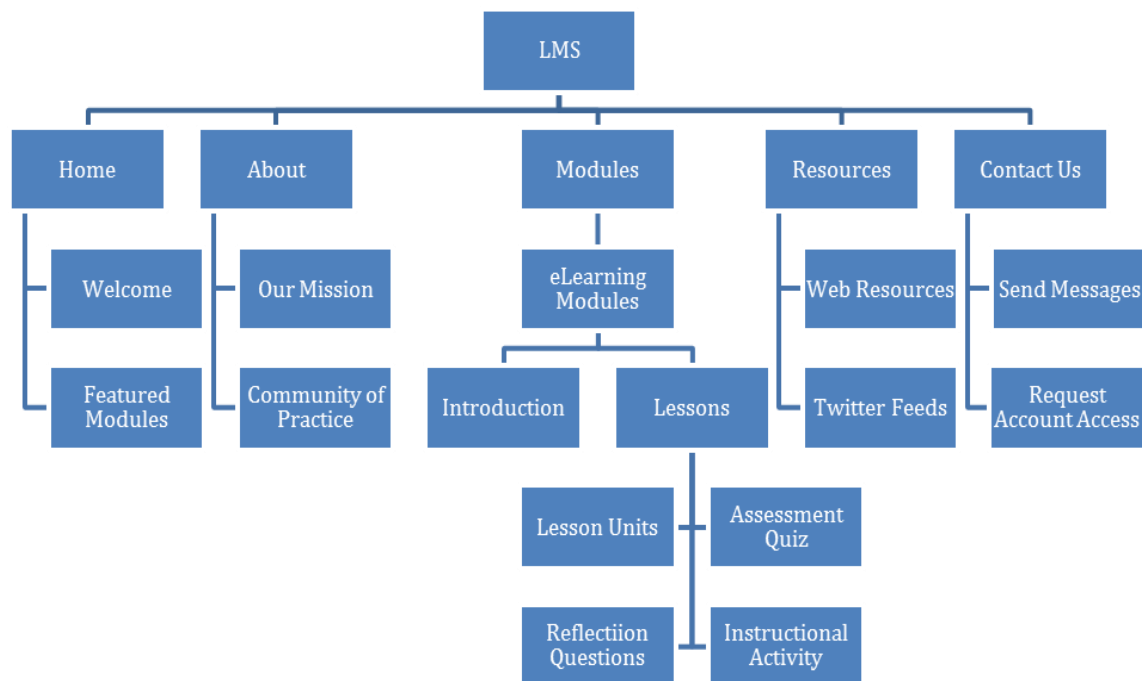 LMS
Home
About
Modules
Resources
Contact Us
Welcome
Our Mission
eLearning
Modules
Web Resources
Send Messages
Featured
Modules
Community of
Practice
Introduction
Lessons
Twitter Feeds
Request
Account Access
Lesson Units
Assessment
Quiz
Reflectiion
Questions
Instructional
Activity